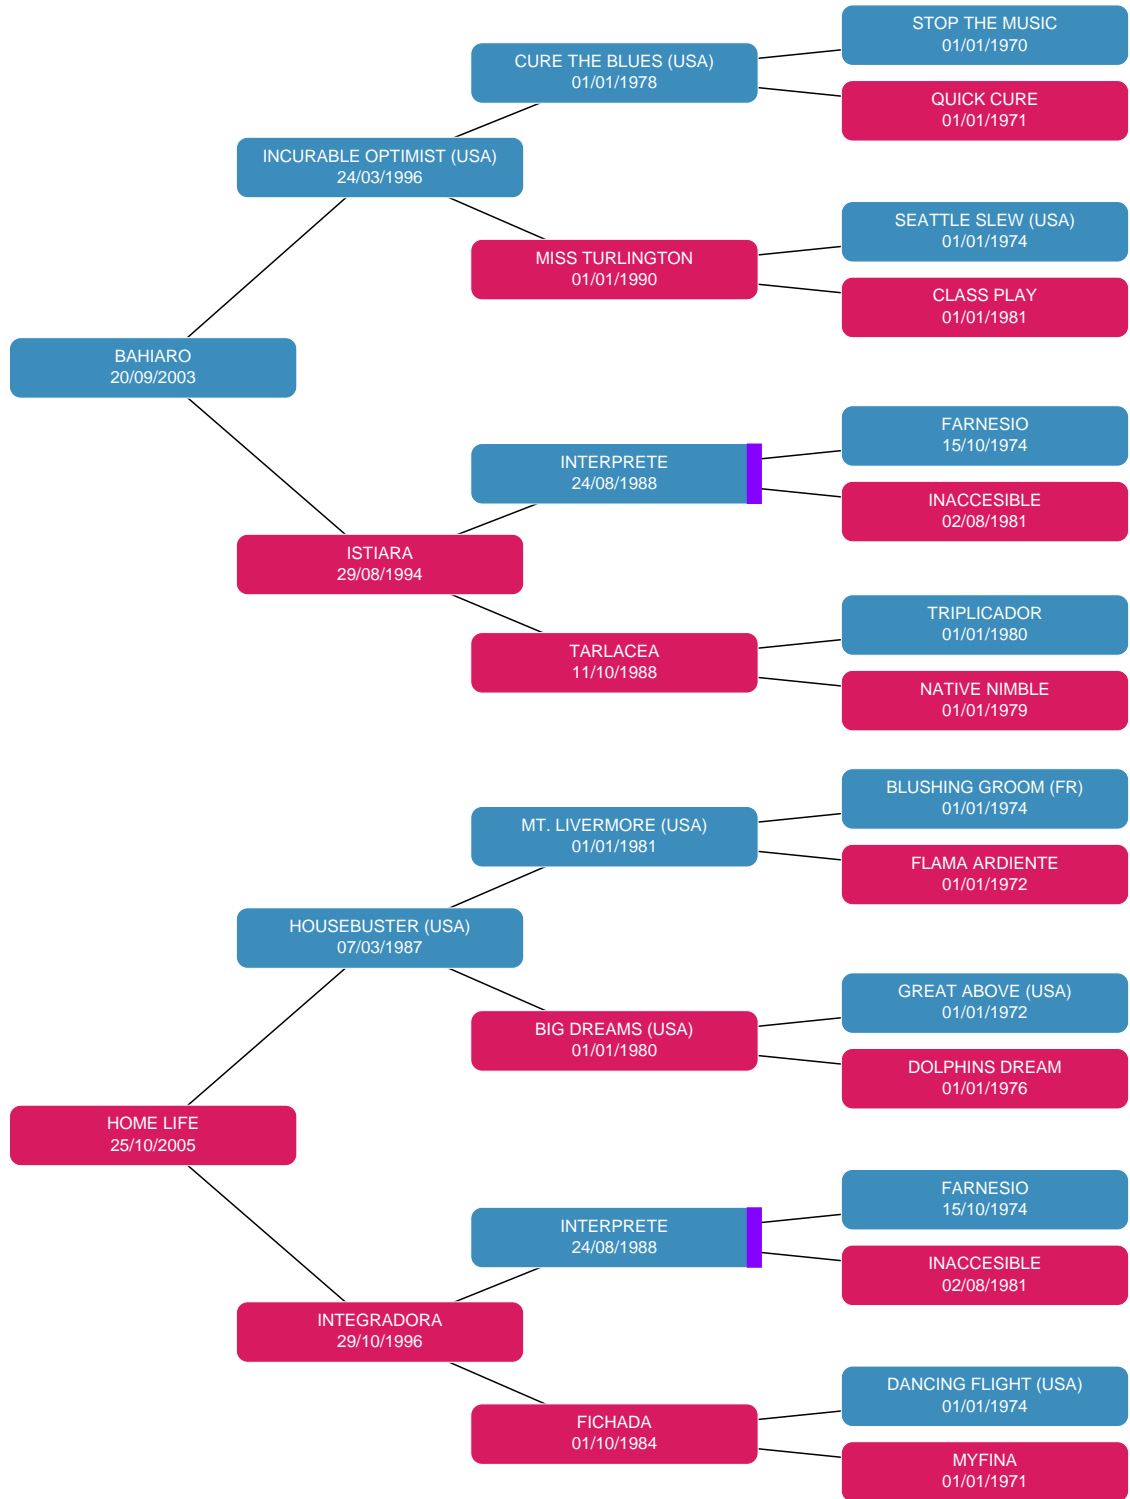 STOP THE MUSIC
01/01/1970
CURE THE BLUES (USA)
01/01/1978
QUICK CURE
01/01/1971
INCURABLE OPTIMIST (USA)
24/03/1996
SEATTLE SLEW (USA)
01/01/1974
MISS TURLINGTON
01/01/1990
CLASS PLAY
01/01/1981
BAHIARO
20/09/2003
FARNESIO
15/10/1974
INTERPRETE
24/08/1988
INACCESIBLE
02/08/1981
ISTIARA
29/08/1994
TRIPLICADOR
01/01/1980
TARLACEA
11/10/1988
NATIVE NIMBLE
01/01/1979
BLUSHING GROOM (FR)
01/01/1974
MT. LIVERMORE (USA)
01/01/1981
FLAMA ARDIENTE
01/01/1972
HOUSEBUSTER (USA)
07/03/1987
GREAT ABOVE (USA)
01/01/1972
BIG DREAMS (USA)
01/01/1980
DOLPHINS DREAM
01/01/1976
HOME LIFE
25/10/2005
FARNESIO
15/10/1974
INTERPRETE
24/08/1988
INACCESIBLE
02/08/1981
INTEGRADORA
29/10/1996
DANCING FLIGHT (USA)
01/01/1974
FICHADA
01/10/1984
MYFINA
01/01/1971